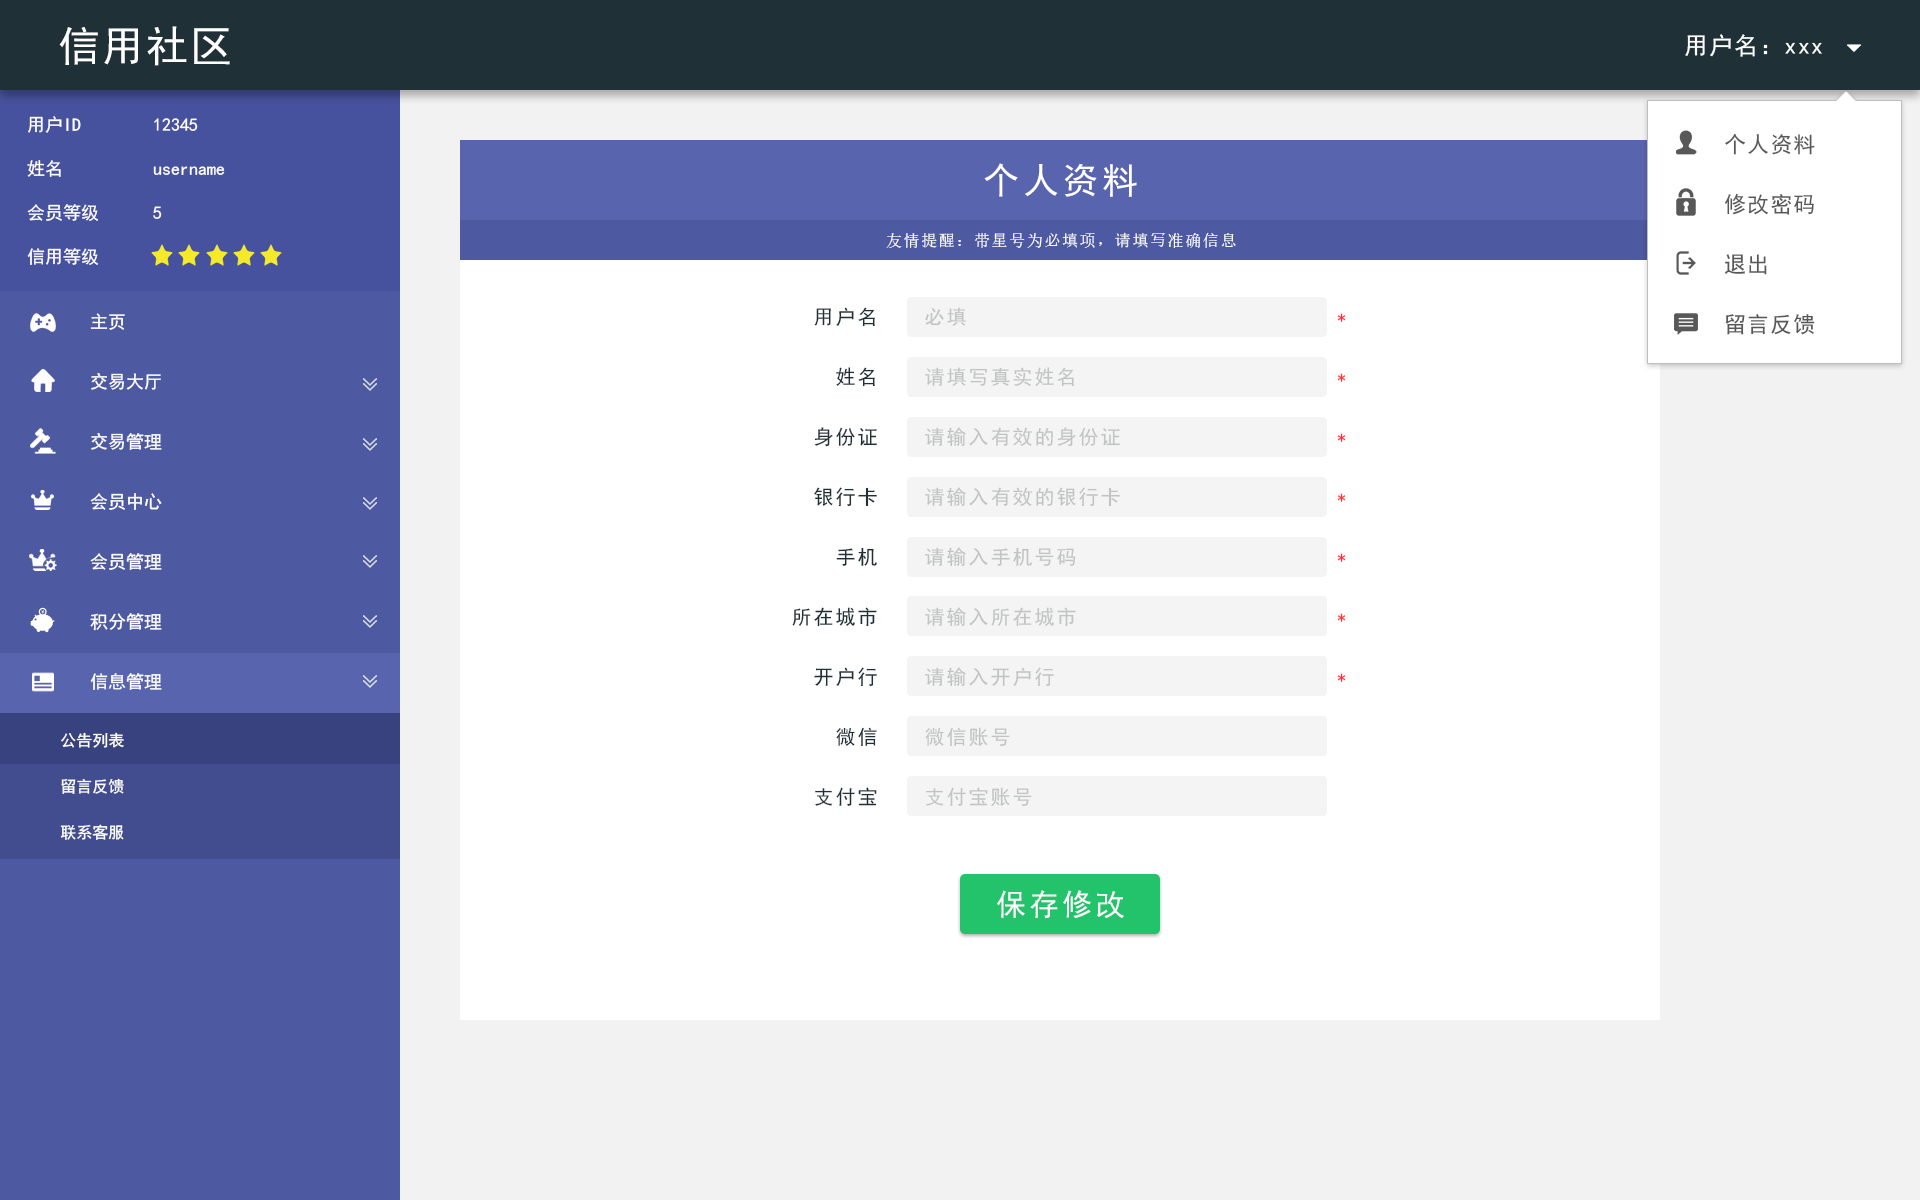 信用社区
用户名：xxx
用户ID 12345
姓名 username
会员等级 5
信用等级
主页
交易大厅
交易管理
会员中心
会员管理
积分管理
信息管理
公告列表
留言反馈
联系客服
个人资料
友情提醒：带星号为必填项，请填写准确信息
用户名 必填 *
姓名 请填写真实姓名 *
身份证 请输入有效的身份证 *
银行卡 请输入有效的银行卡 *
手机 请输入手机号码 *
所在城市 请输入所在城市 *
开户行 请输入开户行 *
微信 微信账号
支付宝 支付宝账号
保存修改
个人资料
修改密码
退出
留言反馈